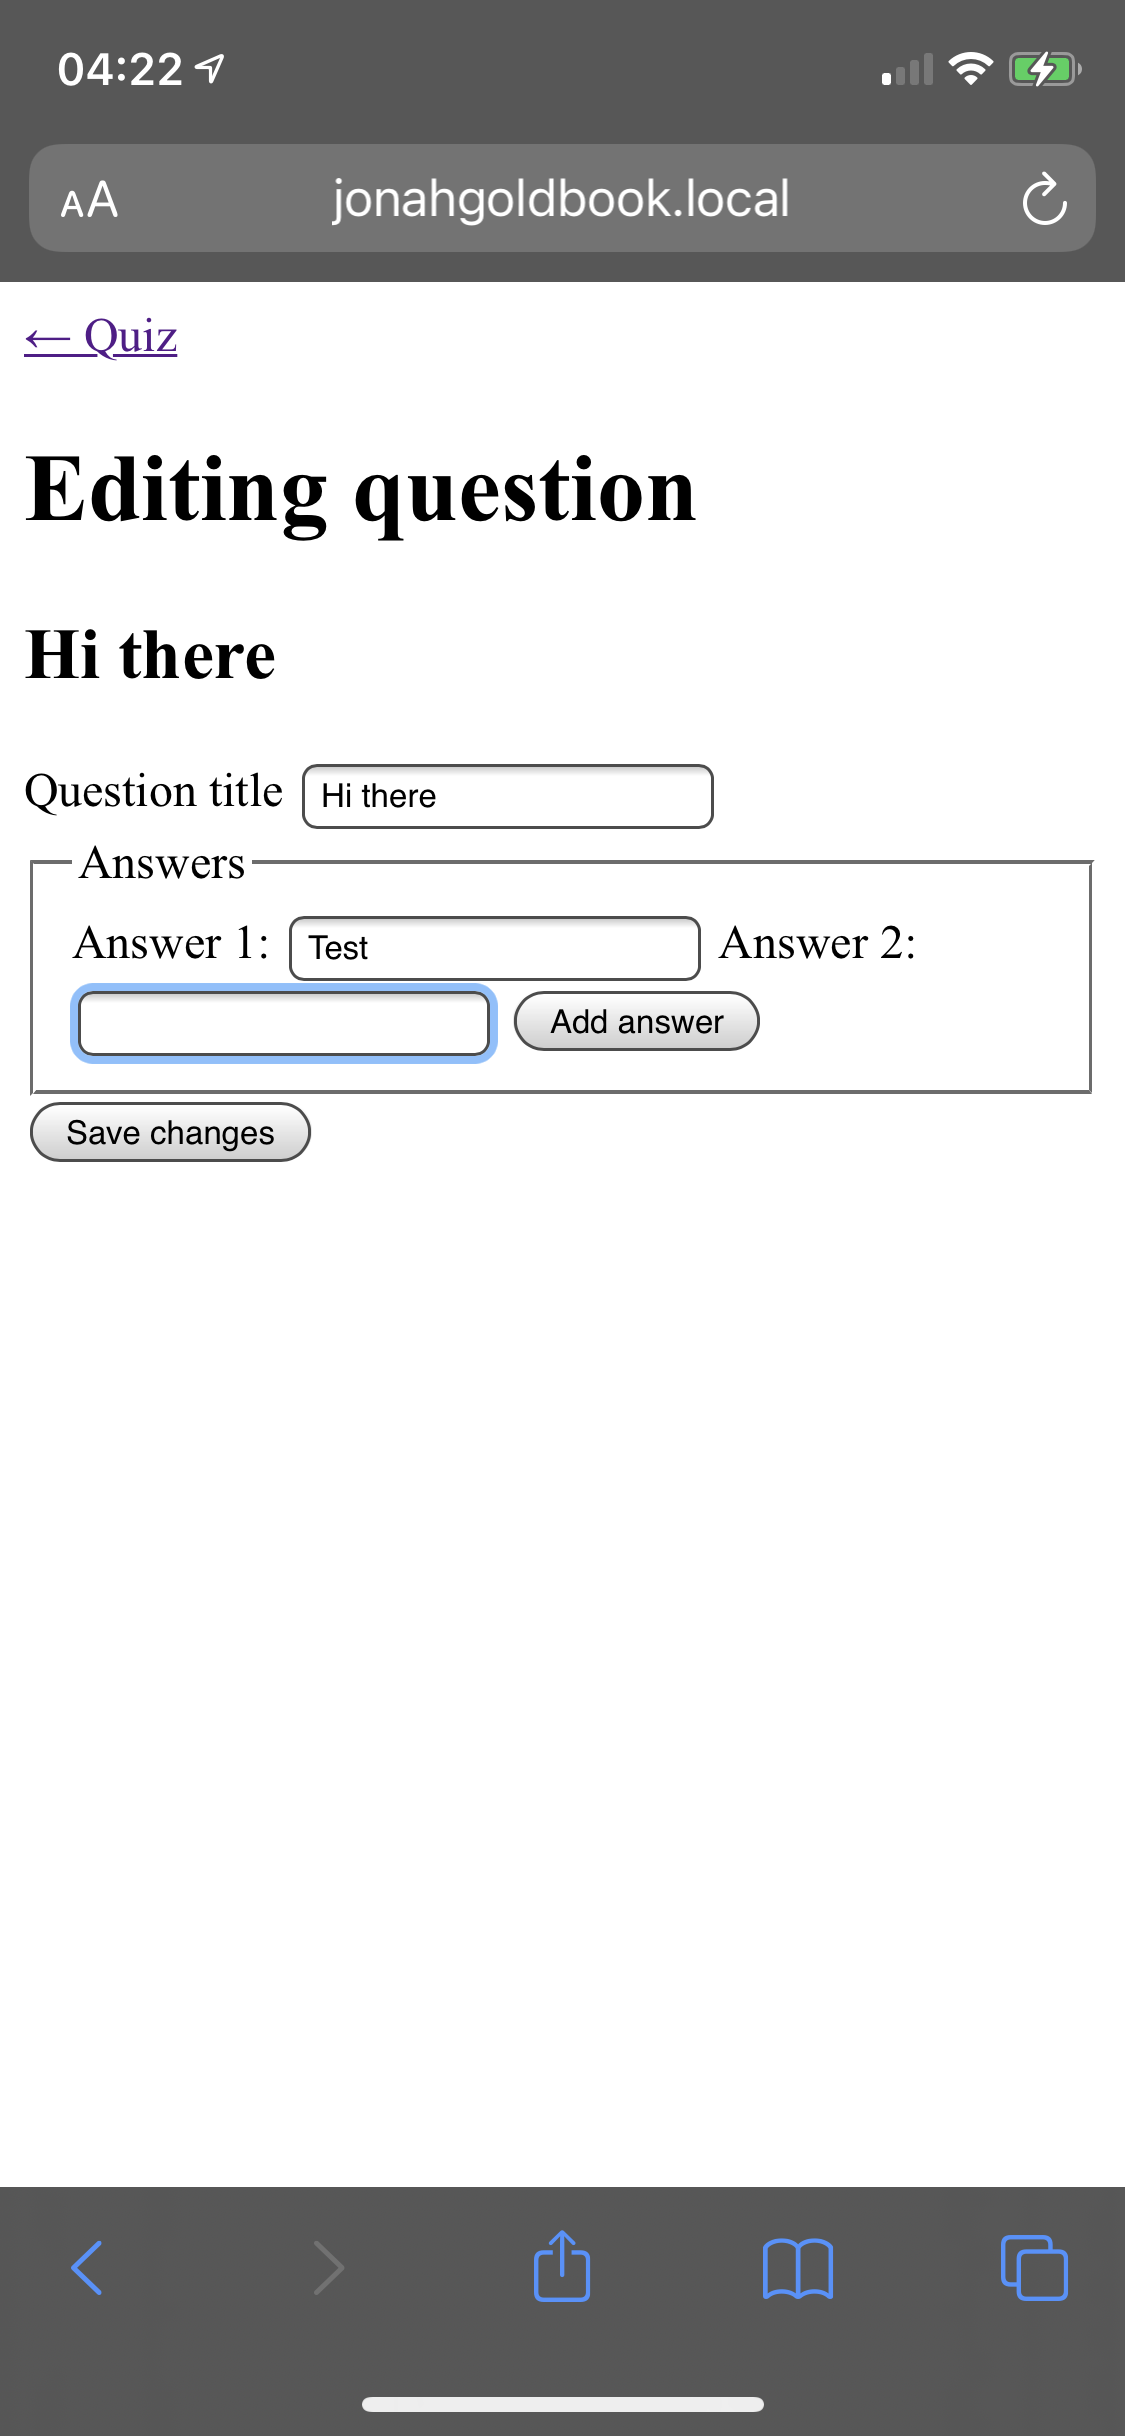 04:22
AA jonahgoldbook.local
← Quiz
Editing question
Hi there
Question title Hi there
Answers
Answer 1: Test Answer 2:
Add answer
Save changes